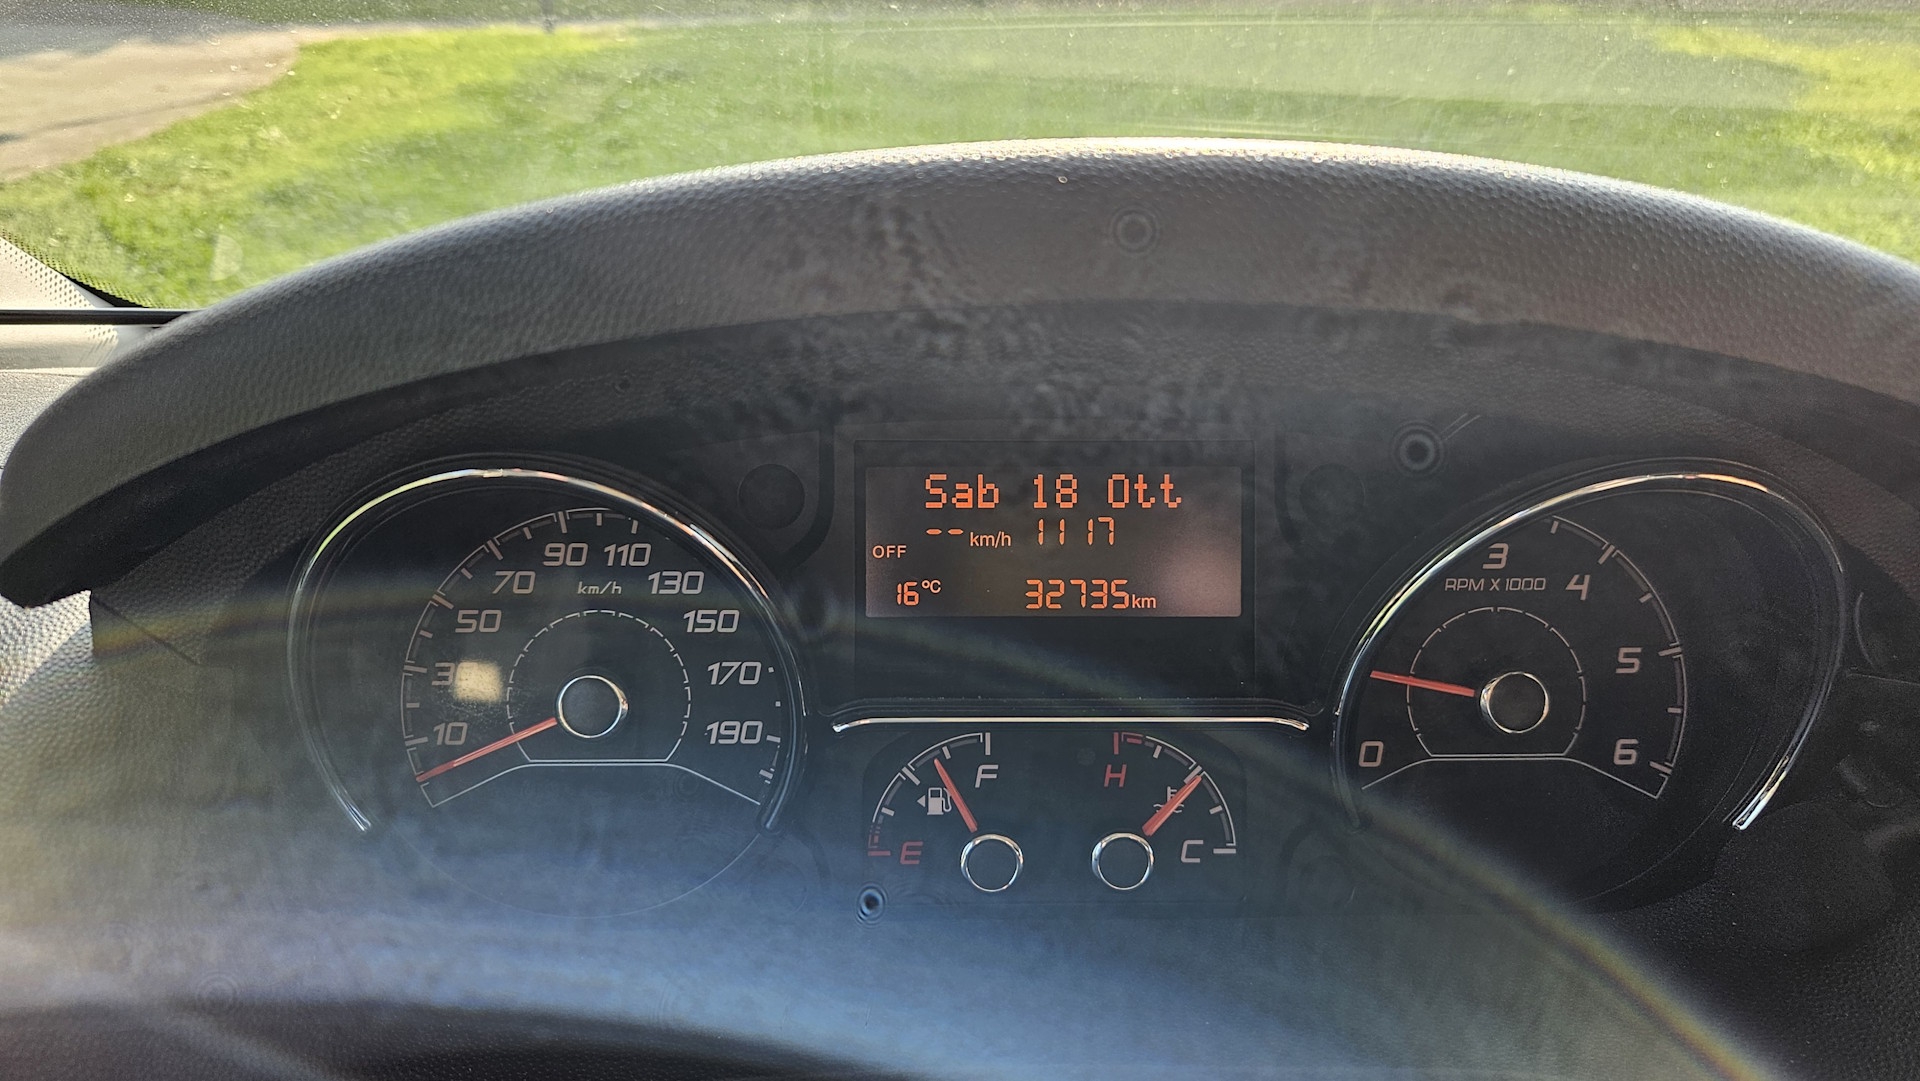 Sab 18 Ott
-- km/h 11 17
OFF
16°C 32735km
10
50
70
90
110
130
150
170
190
km/h
0
3
4
5
6
RPM X 1000
E
F
H
C